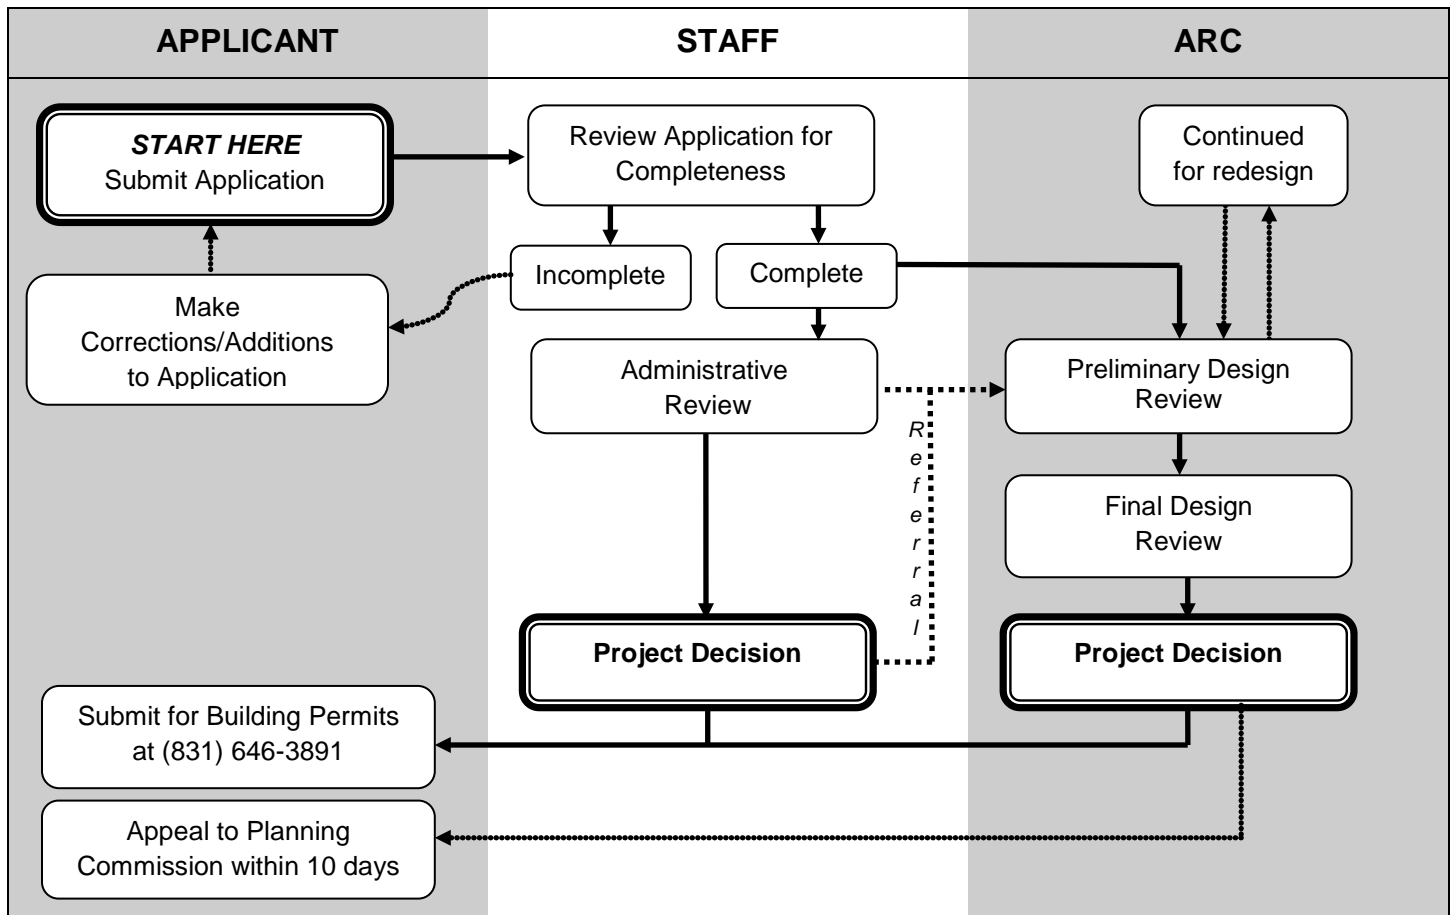 APPLICANT
STAFF
ARC
START HERE
Submit Application
Review Application for
Completeness
Continued
for redesign
Incomplete
Complete
Make
Corrections/Additions
to Application
Administrative
Review
Preliminary Design
Review
Referral
Final Design
Review
Project Decision
Project Decision
Submit for Building Permits
at (831) 646-3891
Appeal to Planning
Commission within 10 days